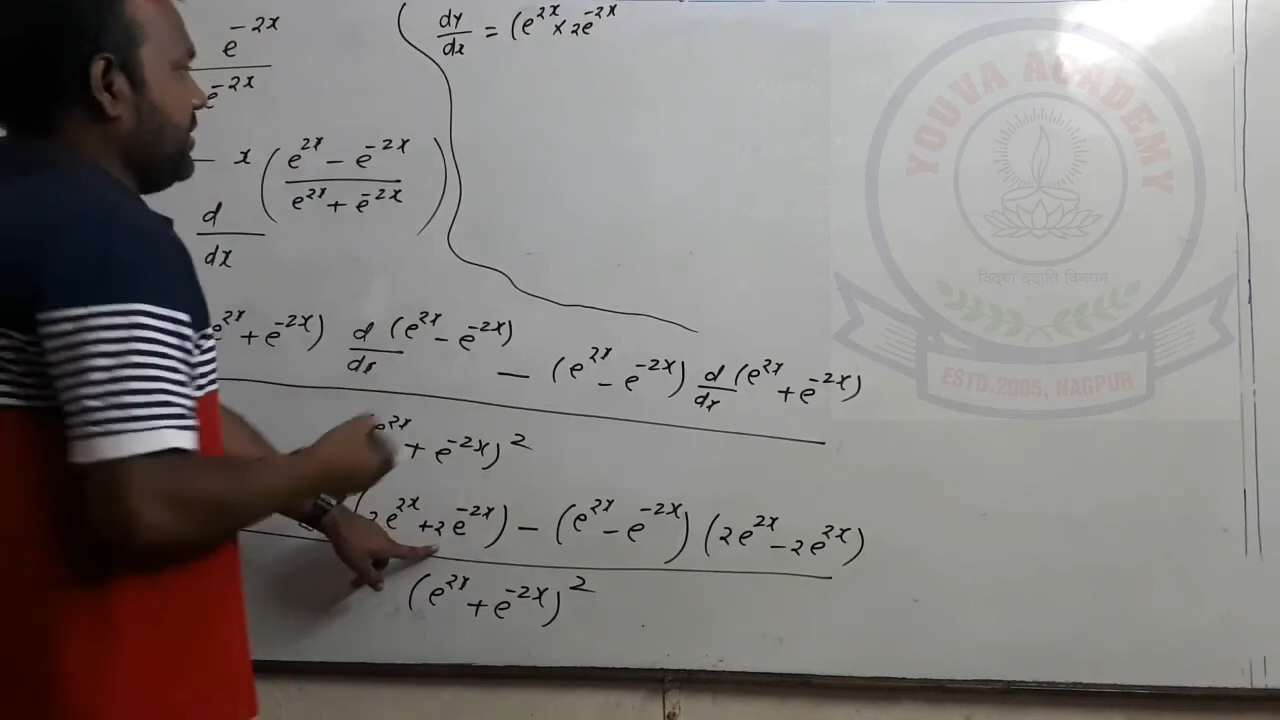 e^-2x
e^-2x
dy/dx = (e^2x × 2e^-2x
x ( e^2x - e^-2x / e^2x + e^-2x )
d/dx
e^2x + e^-2x) d/dx (e^2x - e^-2x) - (e^2x - e^-2x) d/dx (e^2x + e^-2x)
e^2x + e^-2x)^2
(2e^2x + 2e^-2x) - (e^2x - e^-2x) (2e^2x - 2e^2x)
(e^2x + e^-2x)^2
YOUVA ACADEMY
विद्या ददाति विनयम
ESTD.2005, NAGPUR